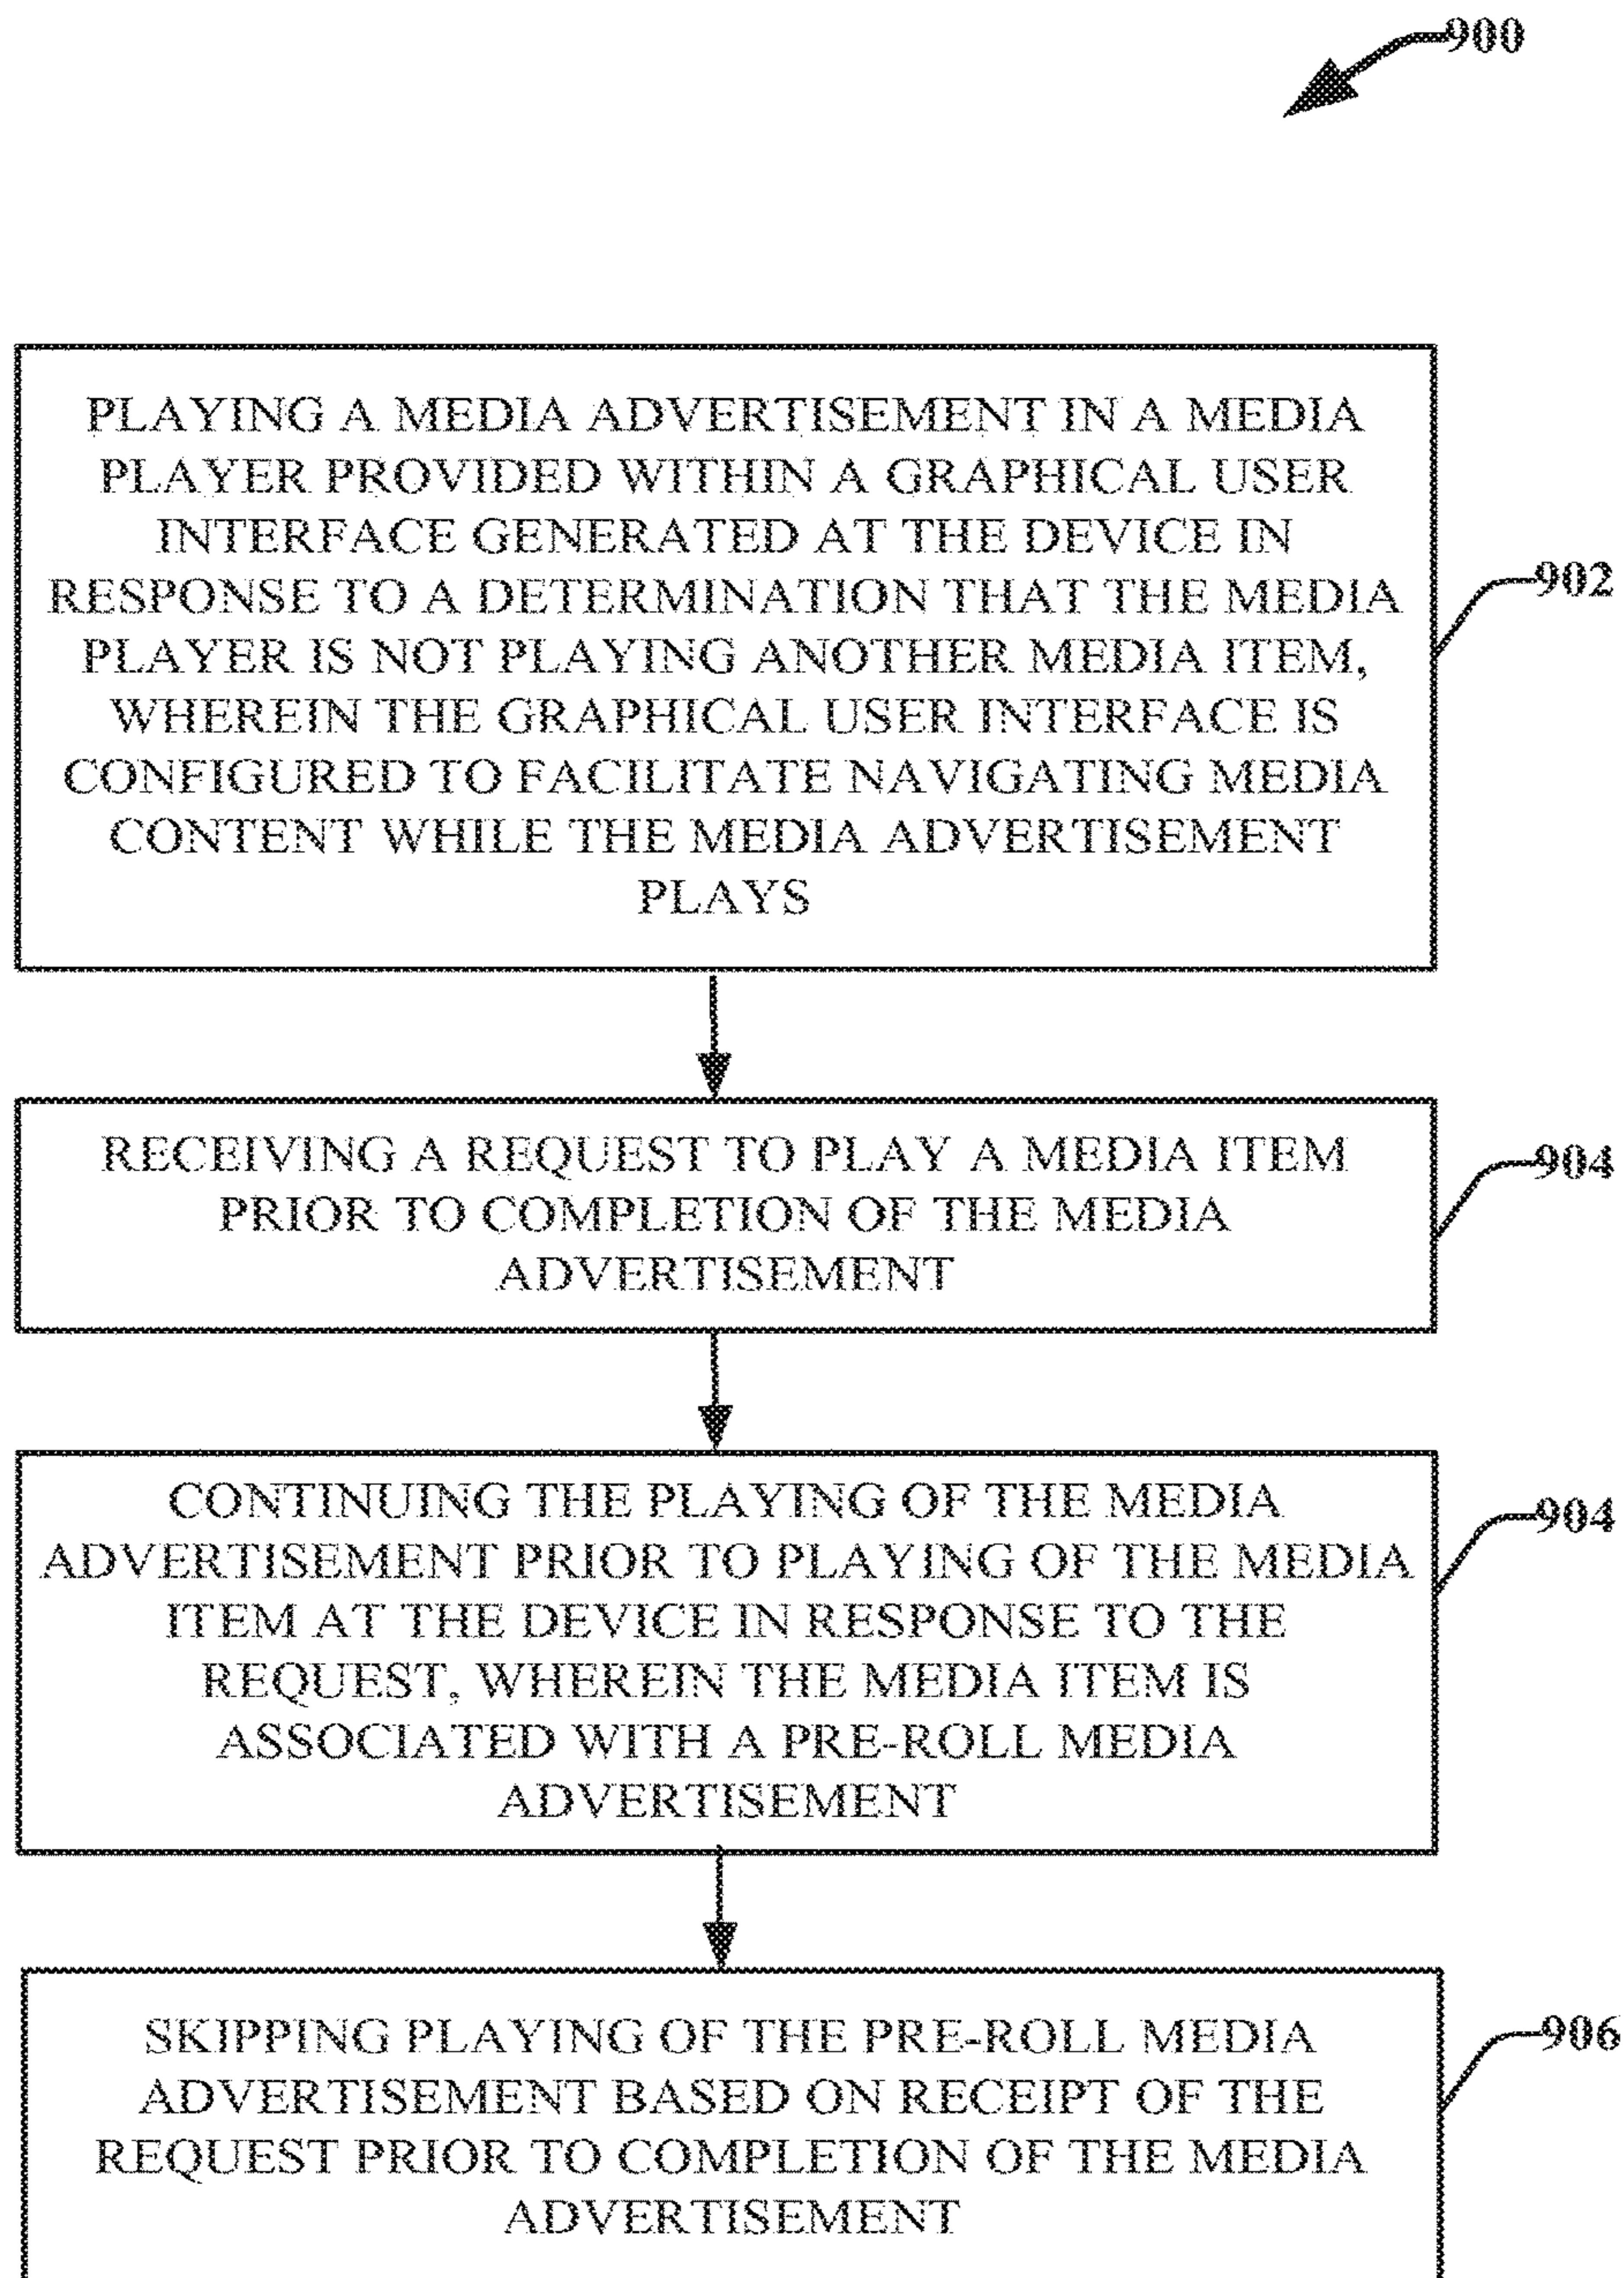 900
PLAYING A MEDIA ADVERTISEMENT IN A MEDIA
PLAYER PROVIDED WITHIN A GRAPHICAL USER
INTERFACE GENERATED AT THE DEVICE IN
RESPONSE TO A DETERMINATION THAT THE MEDIA
PLAYER IS NOT PLAYING ANOTHER MEDIA ITEM,
WHEREIN THE GRAPHICAL USER INTERFACE IS
CONFIGURED TO FACILITATE NAVIGATING MEDIA
CONTENT WHILE THE MEDIA ADVERTISEMENT
PLAYS
902
RECEIVING A REQUEST TO PLAY A MEDIA ITEM
PRIOR TO COMPLETION OF THE MEDIA
ADVERTISEMENT
904
CONTINUING THE PLAYING OF THE MEDIA
ADVERTISEMENT PRIOR TO PLAYING OF THE MEDIA
ITEM AT THE DEVICE IN RESPONSE TO THE
REQUEST, WHEREIN THE MEDIA ITEM IS
ASSOCIATED WITH A PRE-ROLL MEDIA
ADVERTISEMENT
904
SKIPPING PLAYING OF THE PRE-ROLL MEDIA
ADVERTISEMENT BASED ON RECEIPT OF THE
REQUEST PRIOR TO COMPLETION OF THE MEDIA
ADVERTISEMENT
906